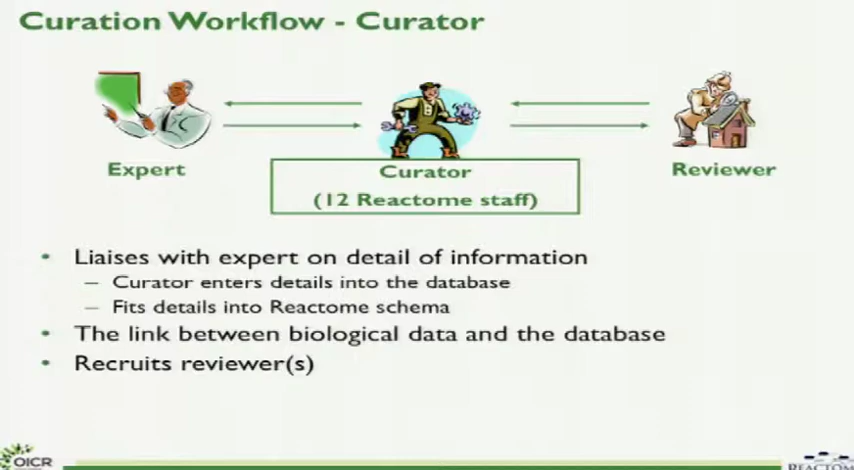 Curation Workflow - Curator
Expert
Curator
(12 Reactome staff)
Reviewer
• Liaises with expert on detail of information
– Curator enters details into the database
– Fits details into Reactome schema
• The link between biological data and the database
• Recruits reviewer(s)
OICR